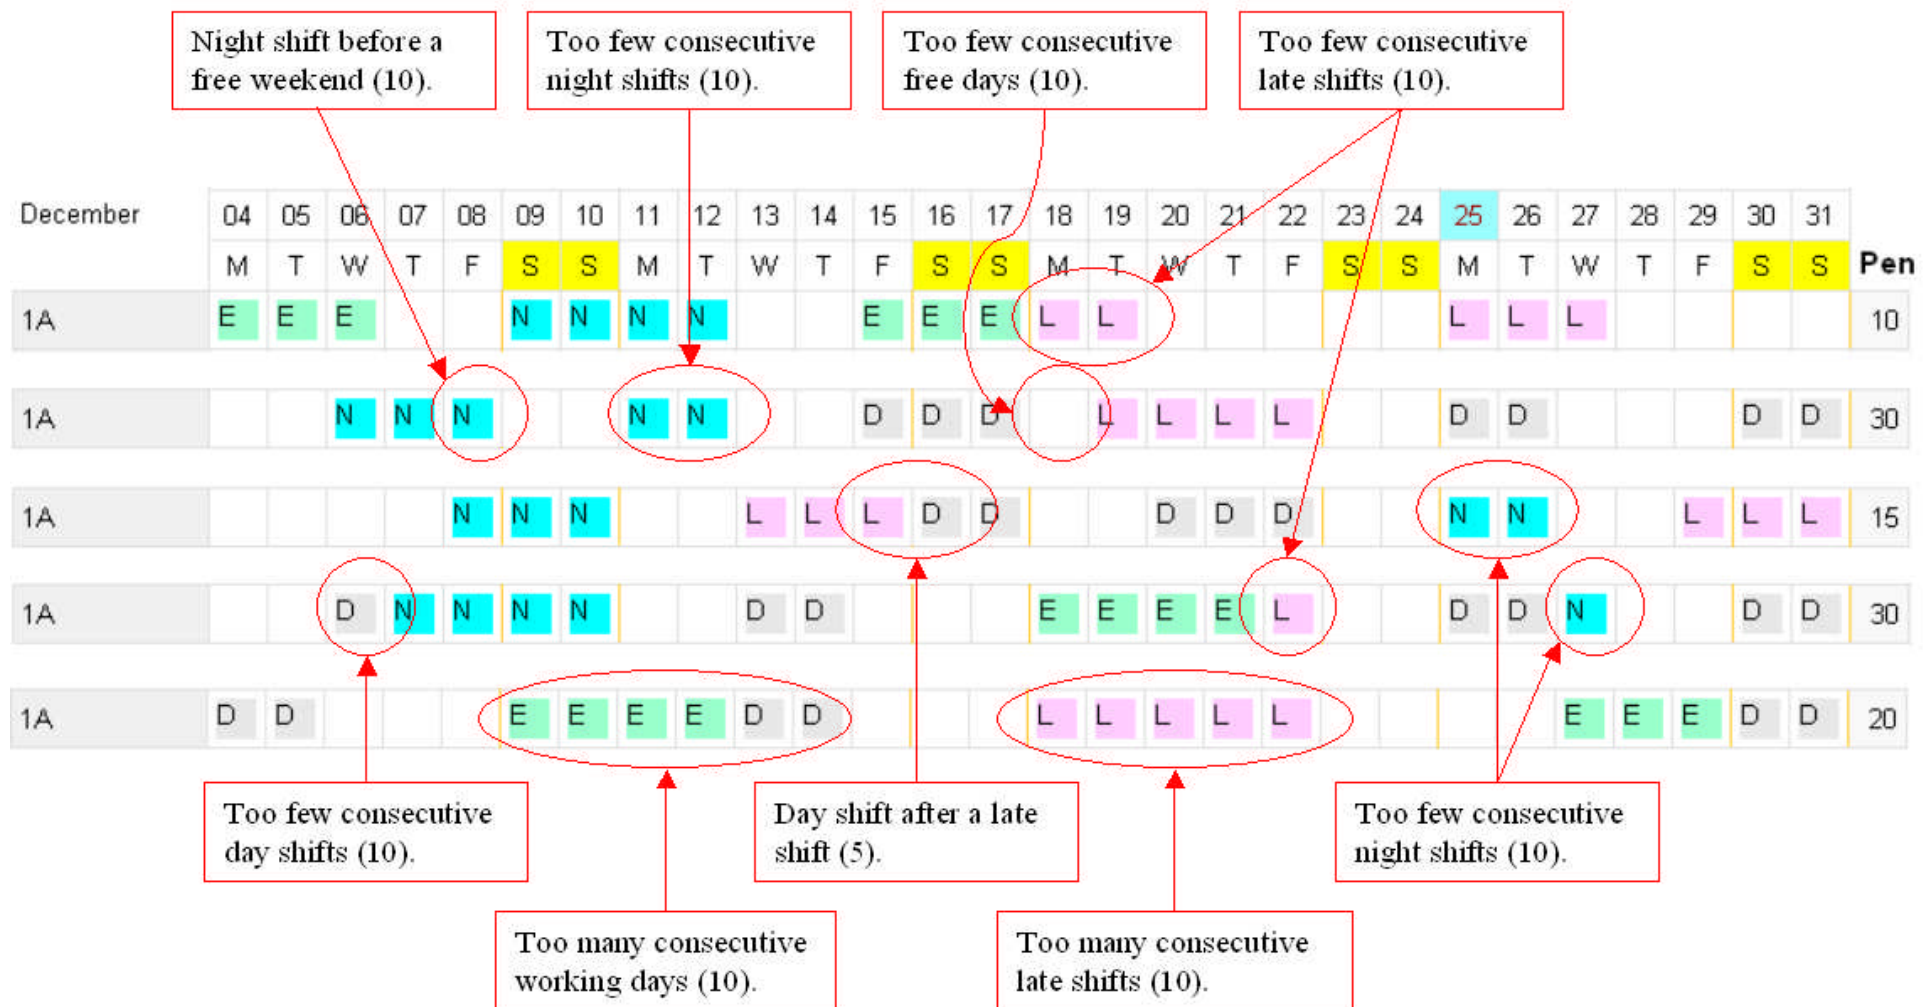 Night shift before a
free weekend (10).
Too few consecutive
night shifts (10).
Too few consecutive
free days (10).
Too few consecutive
late shifts (10).
December 04 05 06 07 08 09 10 11 12 13 14 15 16 17 18 19 20 21 22 23 24 25 26 27 28 29 30 31
M T W T F S S M T W T F S S M T W T F S S M T W T F S S Pen
1A E E E N N N N E E E L L L L L 10
1A N N N N N D D D L L L L D D D D 30
1A N N N L L L D D D D D N N L L L 15
1A D N N N N D D E E E E L D D N D D 30
1A D D E E E E D D L L L L L E E E D D 20
Too few consecutive
day shifts (10).
Day shift after a late
shift (5).
Too few consecutive
night shifts (10).
Too many consecutive
working days (10).
Too many consecutive
late shifts (10).